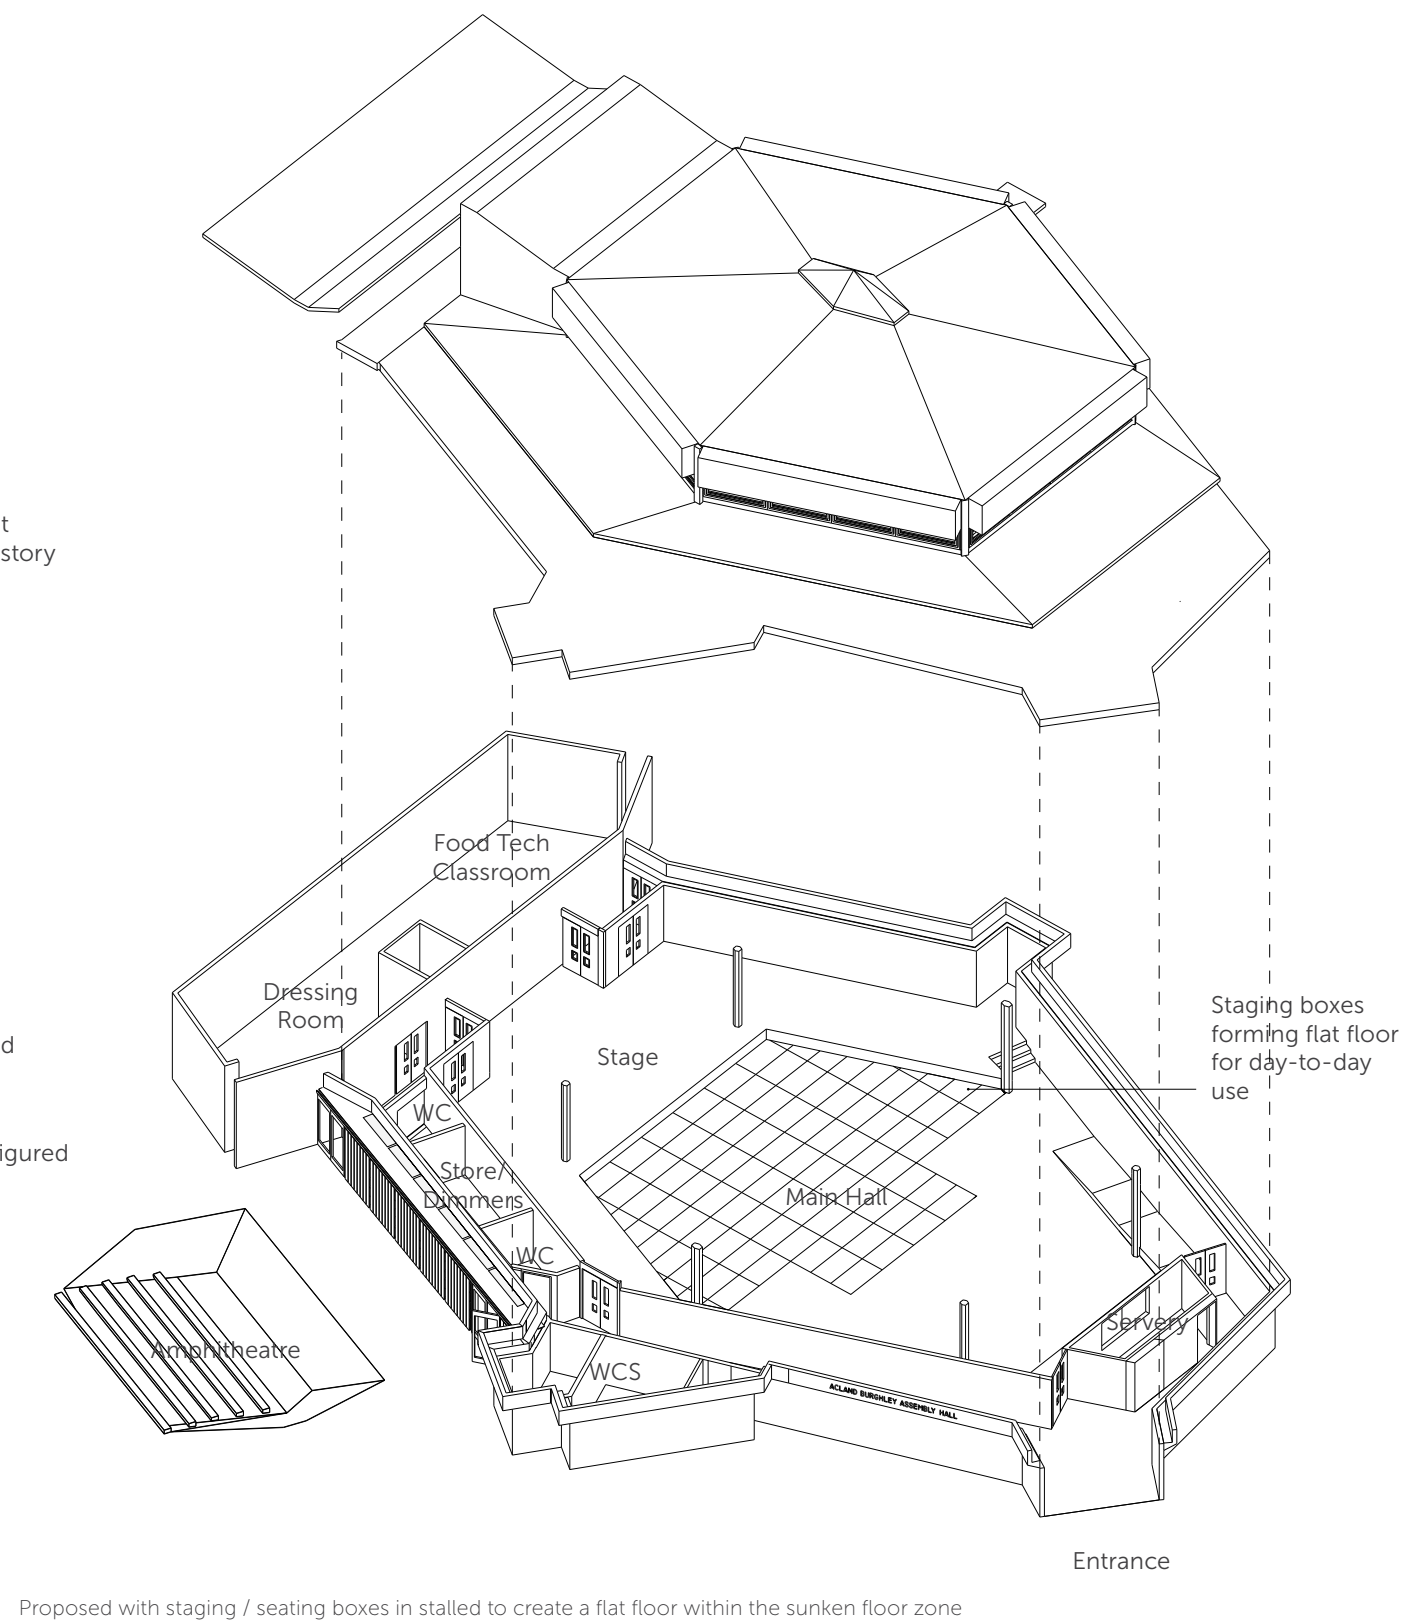 t
story
Food Tech
Classroom
Dressing
Room
Staging boxes
forming flat floor
for day-to-day
use
d
Stage
WC
igured
Store/
Dimmers
Main Hall
WC
Servery
Amphitheatre
WCS
ACLAND BURGHLEY ASSEMBLY HALL
Entrance
Proposed with staging / seating boxes in stalled to create a flat floor within the sunken floor zone